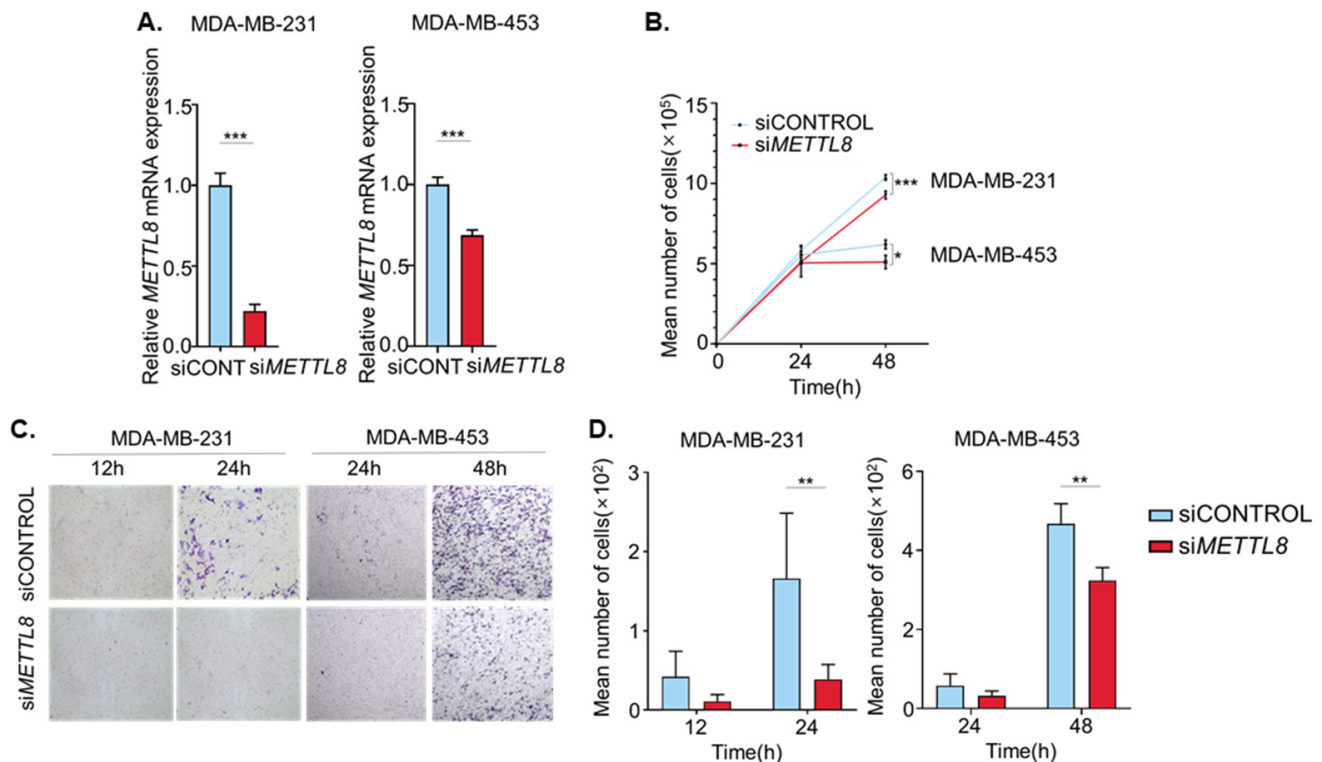 A.
MDA-MB-231
MDA-MB-453
Relative METTL8 mRNA expression
1.5
1.0
0.5
0.0
***
siCONT siMETTL8
Relative METTL8 mRNA expression
1.5
1.0
0.5
0.0
***
siCONT siMETTL8
B.
Mean number of cells(×10⁵)
15
10
5
0
siCONTROL
siMETTL8
*** MDA-MB-231
* MDA-MB-453
0 24 48
Time(h)
C.
MDA-MB-231
MDA-MB-453
12h 24h 24h 48h
siCONTROL
siMETTL8
D.
MDA-MB-231
MDA-MB-453
Mean number of cells(×10²)
3
2
1
0
**
12 24
Time(h)
Mean number of cells(×10²)
6
4
2
0
**
24 48
Time(h)
siCONTROL
siMETTL8